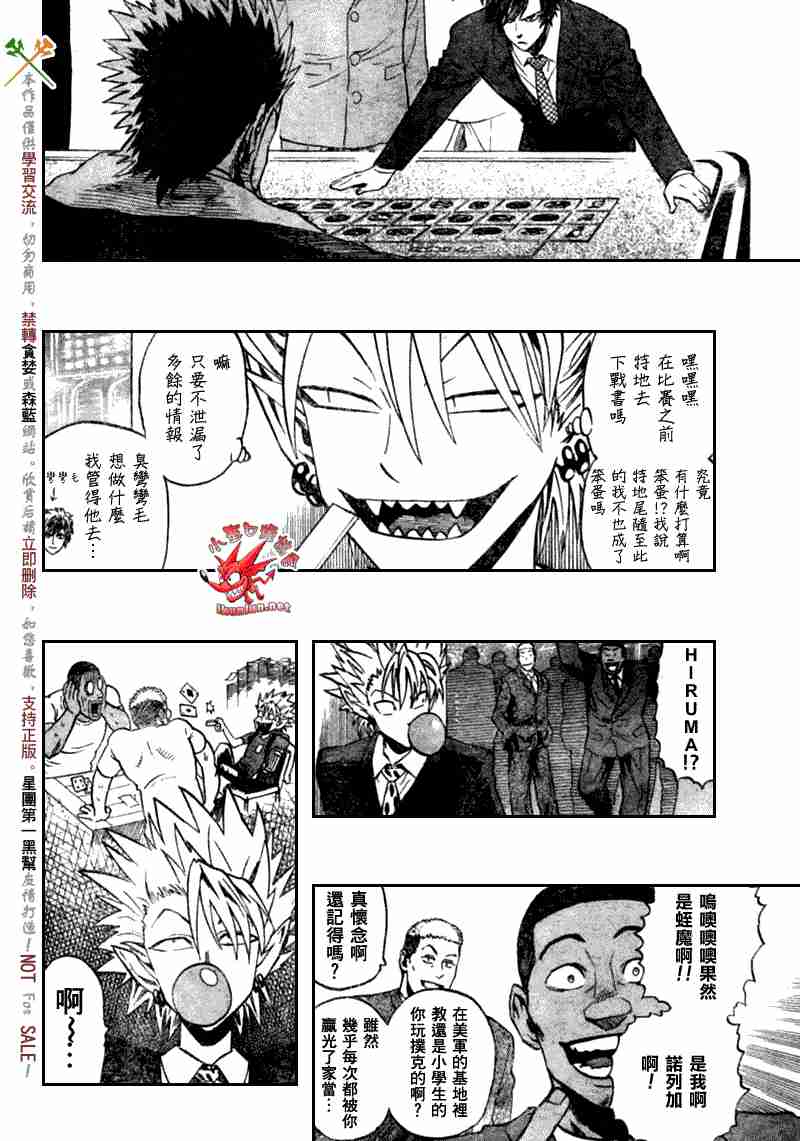 嘿嘿嘿
在比賽之前
特地去
下戰書嗎
究竟
有什麼打算啊
笨蛋!?我說
特地尾隨至此
的我不也成了
笨蛋嗎
嘛
只要不泄漏了
多餘的情報
臭彎彎毛
想做什麼
我管得他去…
彎彎毛
HIRUMA!?
啊~…
嗚噢噢噢果然
是蛭魔啊!!
是我啊
諾列加
啊!
真懷念啊
還記得嗎?
在美軍的基地裡
教還是小學生的
你玩撲克的啊?
雖然
幾乎每次都被你
贏光了家當…
本作品僅供學習交流，切勿商用，禁轉貪婪或森藍網站。欣賞后請立即删除，如您喜歡，支持正版。星團第一黑幫友情打造！NOT For SALE！